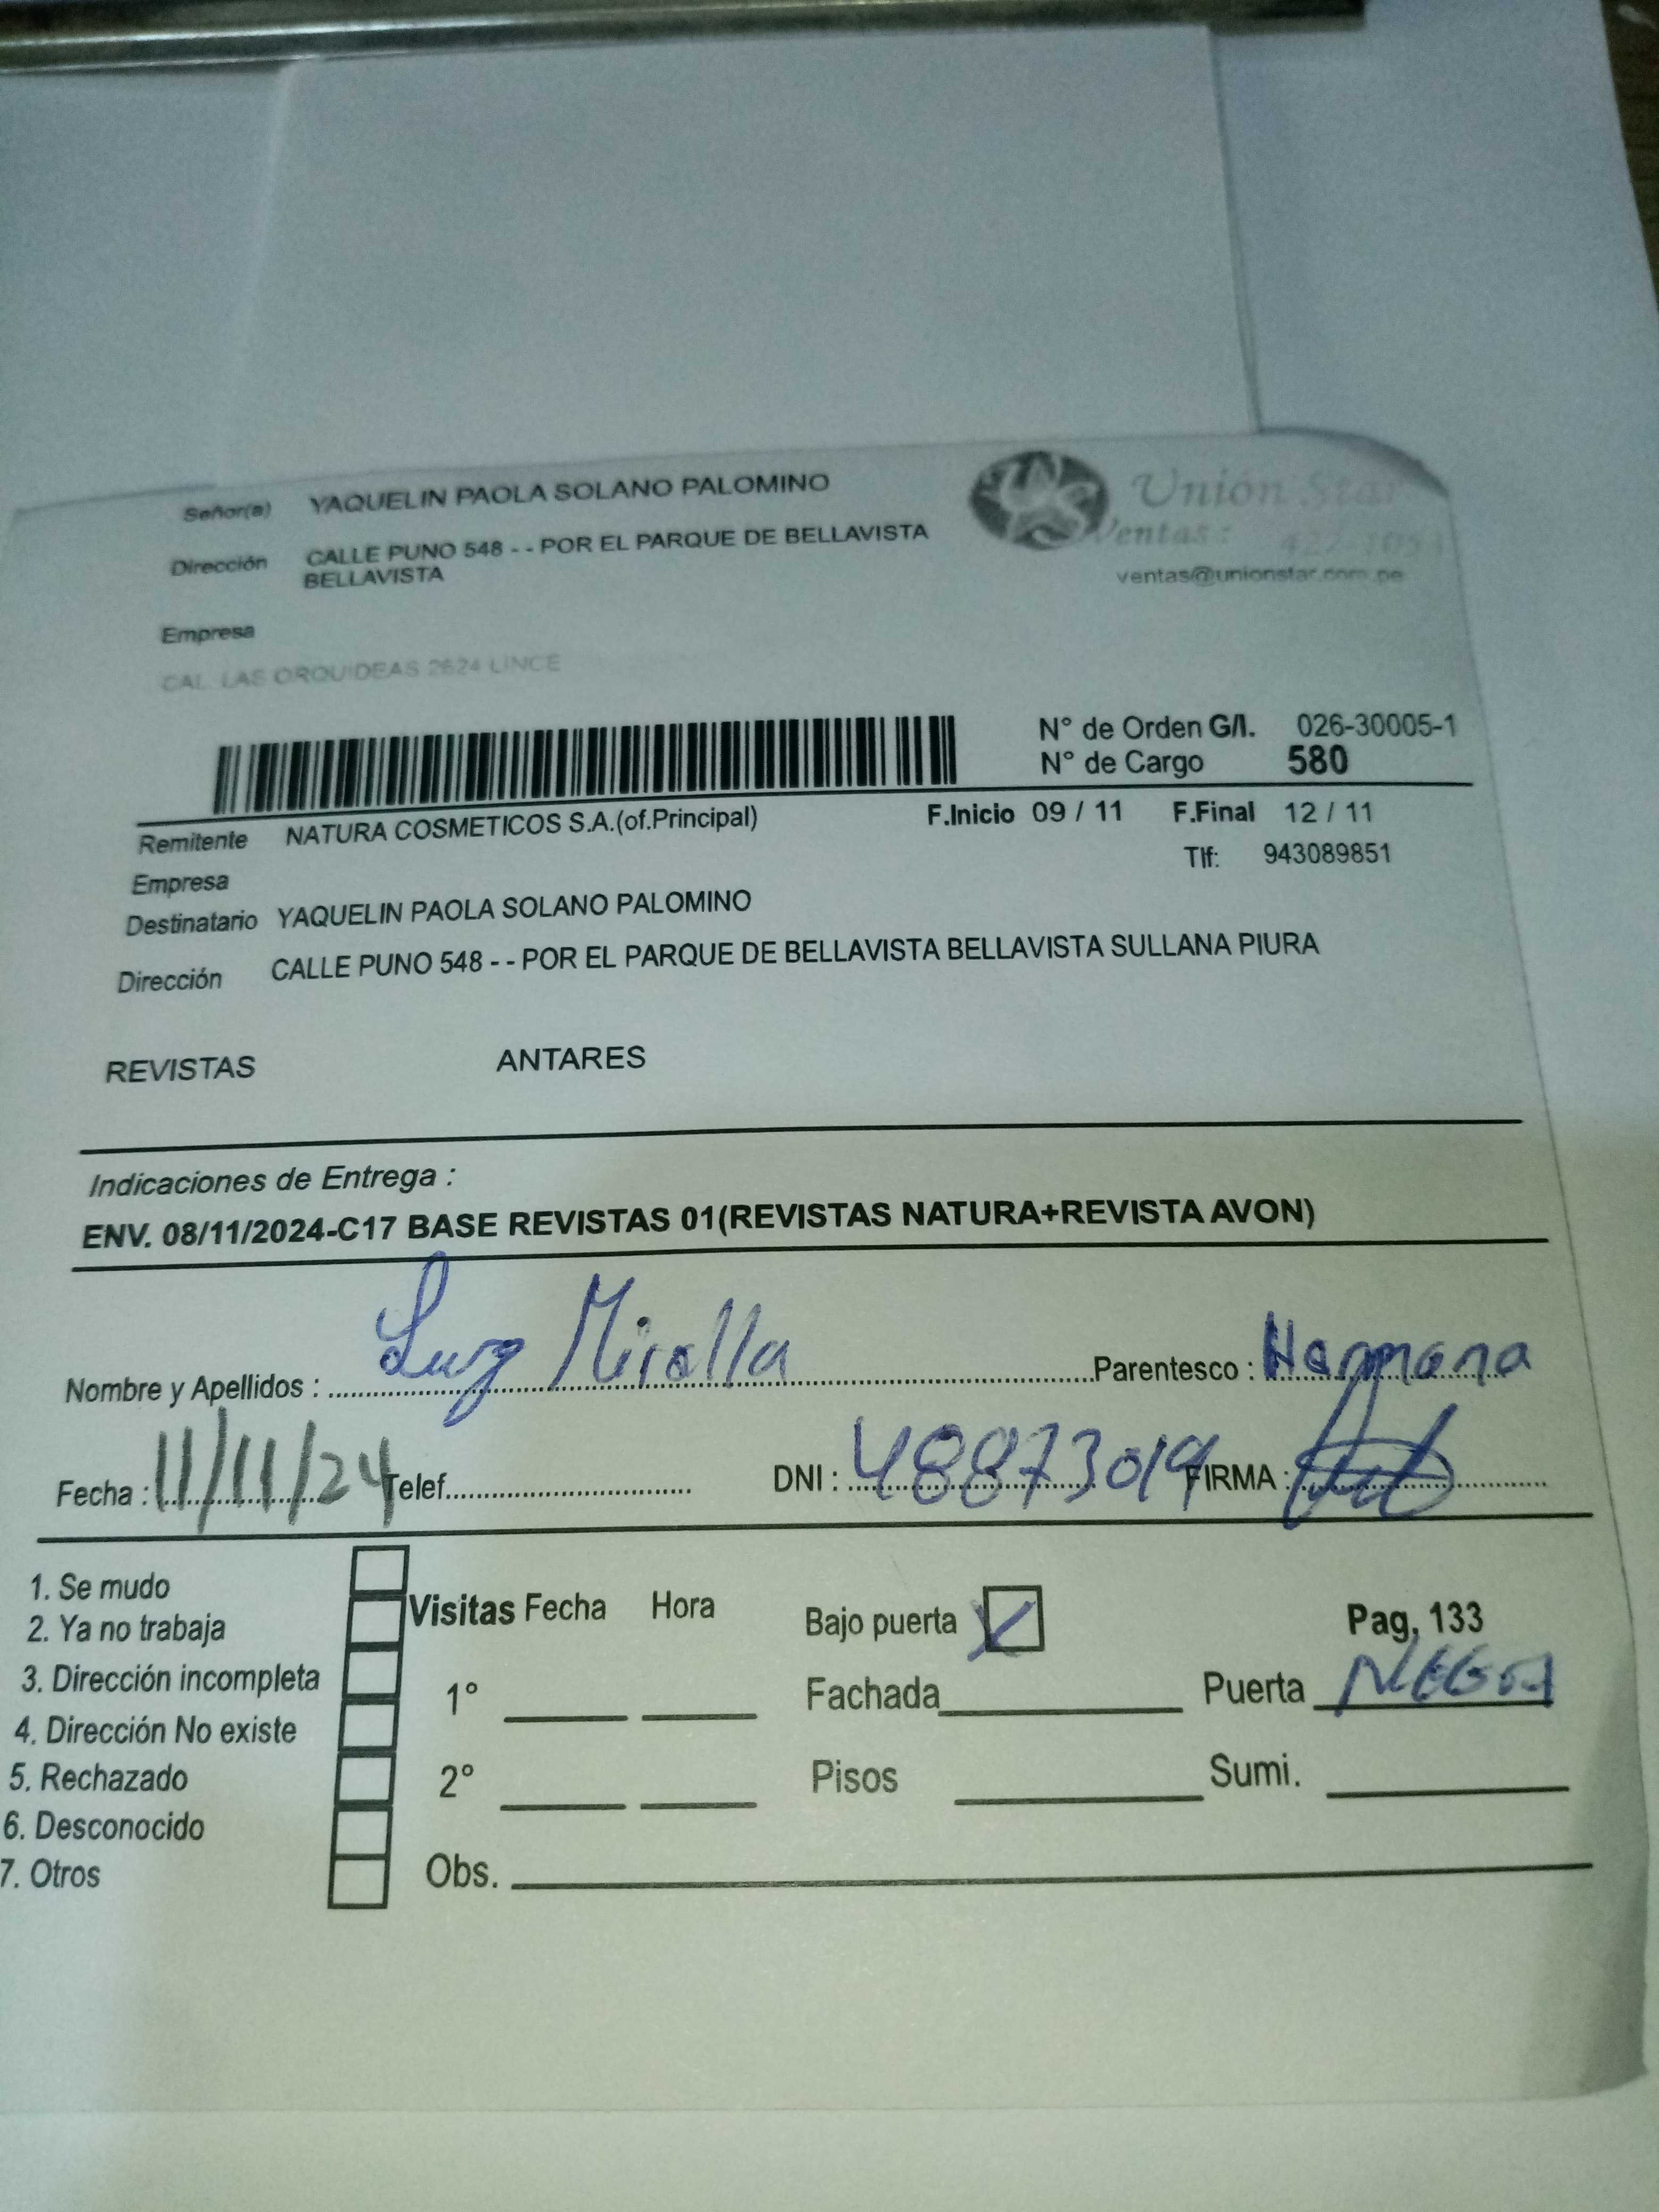 Señor(a) YAQUELIN PAOLA SOLANO PALOMINO
Unión Star
Dirección CALLE PUNO 548 - - POR EL PARQUE DE BELLAVISTA
BELLAVISTA
Ventas:
ventas@unionstar.com.pe
Empresa
CAL. LAS ORQUIDEAS 2624 LINCE
N° de Orden G/I. 026-30005-1
N° de Cargo 580
Remitente NATURA COSMETICOS S.A.(of.Principal) F.Inicio 09 / 11 F.Final 12 / 11
Tlf: 943089851
Empresa
Destinatario YAQUELIN PAOLA SOLANO PALOMINO
Dirección CALLE PUNO 548 - - POR EL PARQUE DE BELLAVISTA BELLAVISTA SULLANA PIURA
REVISTAS ANTARES
Indicaciones de Entrega :
ENV. 08/11/2024-C17 BASE REVISTAS 01(REVISTAS NATURA+REVISTA AVON)
Nombre y Apellidos : Luz Parentesco : Hermana
Fecha : 11/11/24 Telef. DNI : 48873019 FIRMA :
1. Se mudo
2. Ya no trabaja
3. Dirección incompleta
4. Dirección No existe
5. Rechazado
6. Desconocido
7. Otros
Visitas Fecha Hora
1°
2°
Obs.
Bajo puerta
Pag, 133
Fachada Puerta
Pisos Sumi.